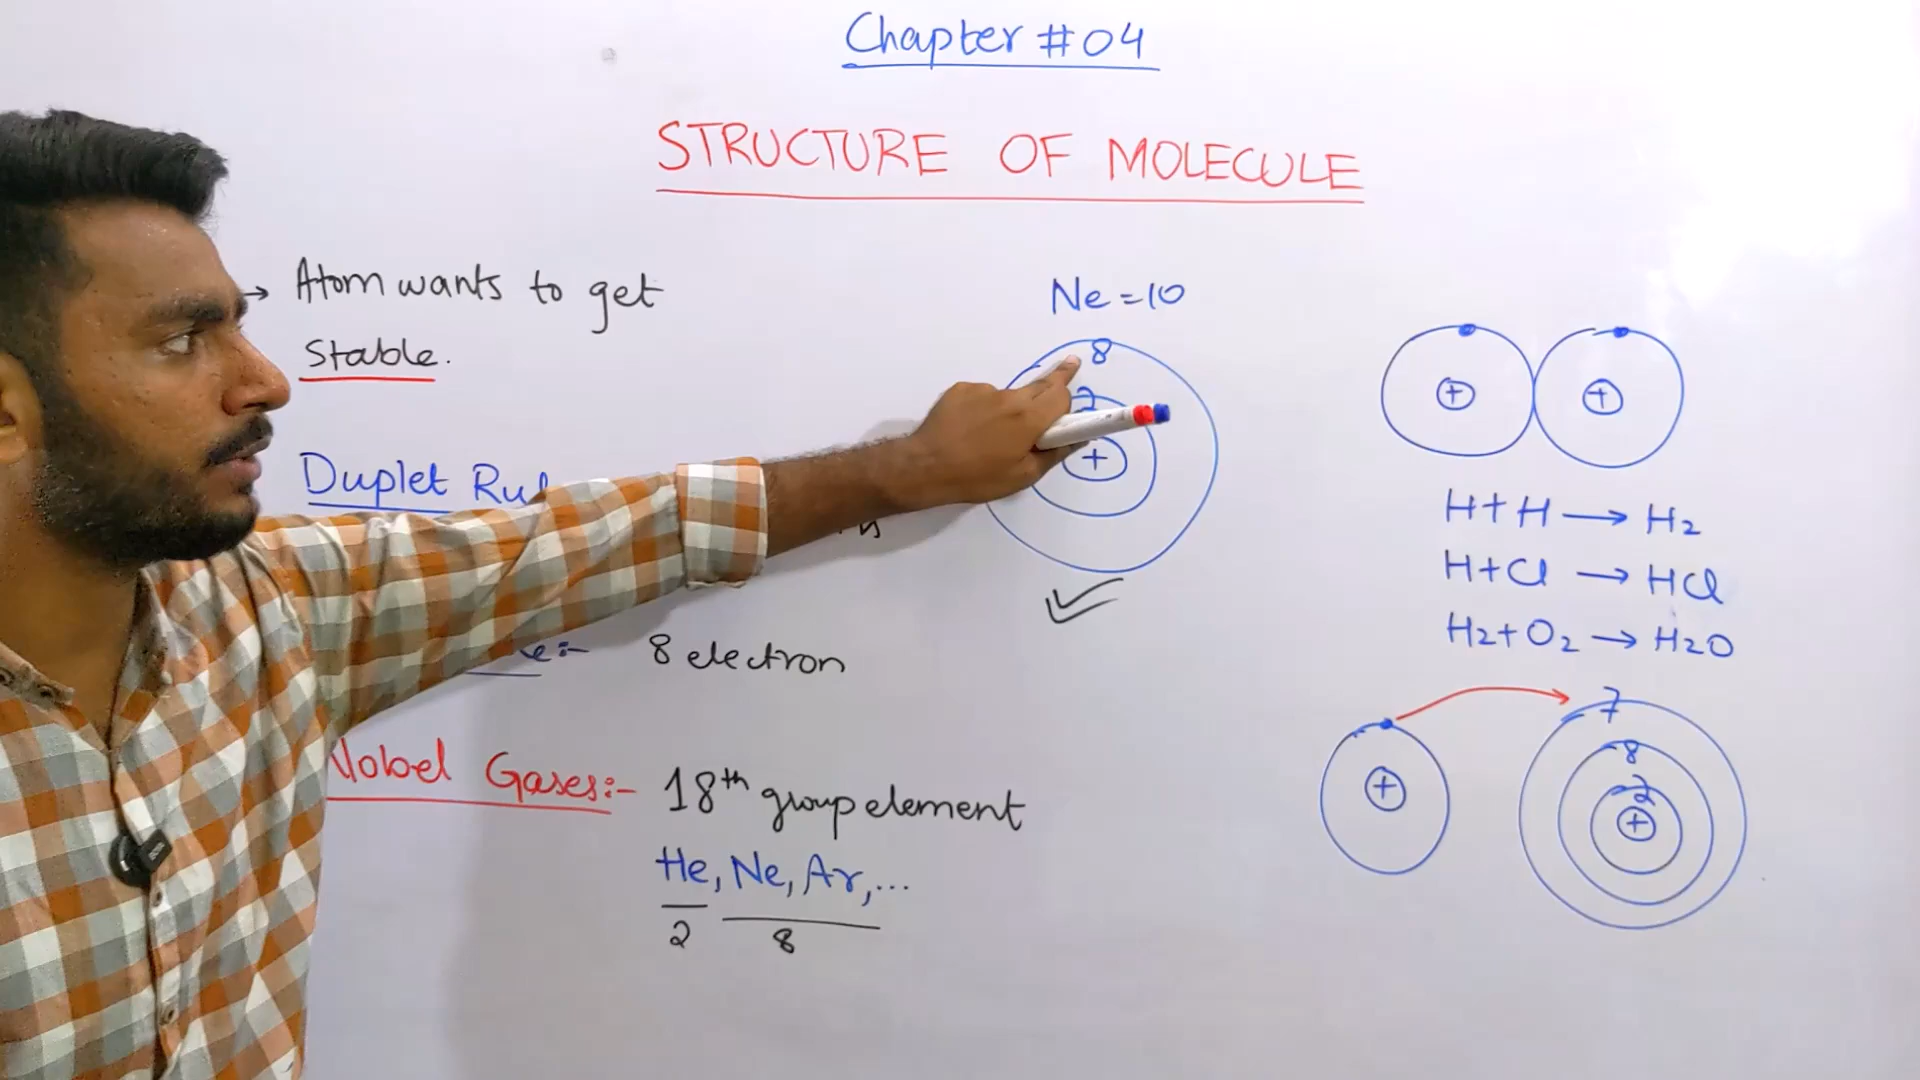 Chapter #04
STRUCTURE OF MOLECULE
→ Atom wants to get
Stable.
Duplet
8 electron
Nobel Gases:- 18th group element
He, Ne, Ar, ...
2 8
Ne = 10
8
2
+
+ +
H + H → H2
H + Cl → HCl
H2 + O2 → H2O
7
8
2
+ +